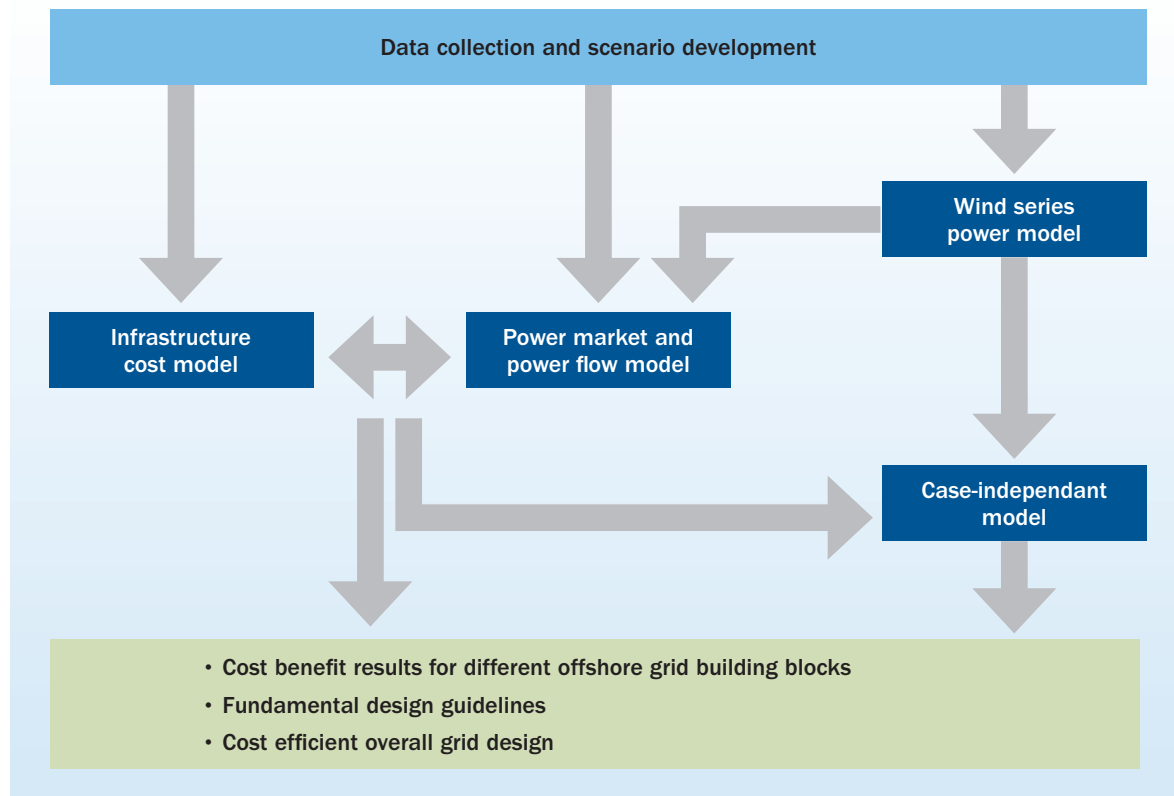 Data collection and scenario development
Wind series
power model
Infrastructure
cost model
Power market and
power flow model
Case-independant
model
• Cost benefit results for different offshore grid building blocks
• Fundamental design guidelines
• Cost efficient overall grid design